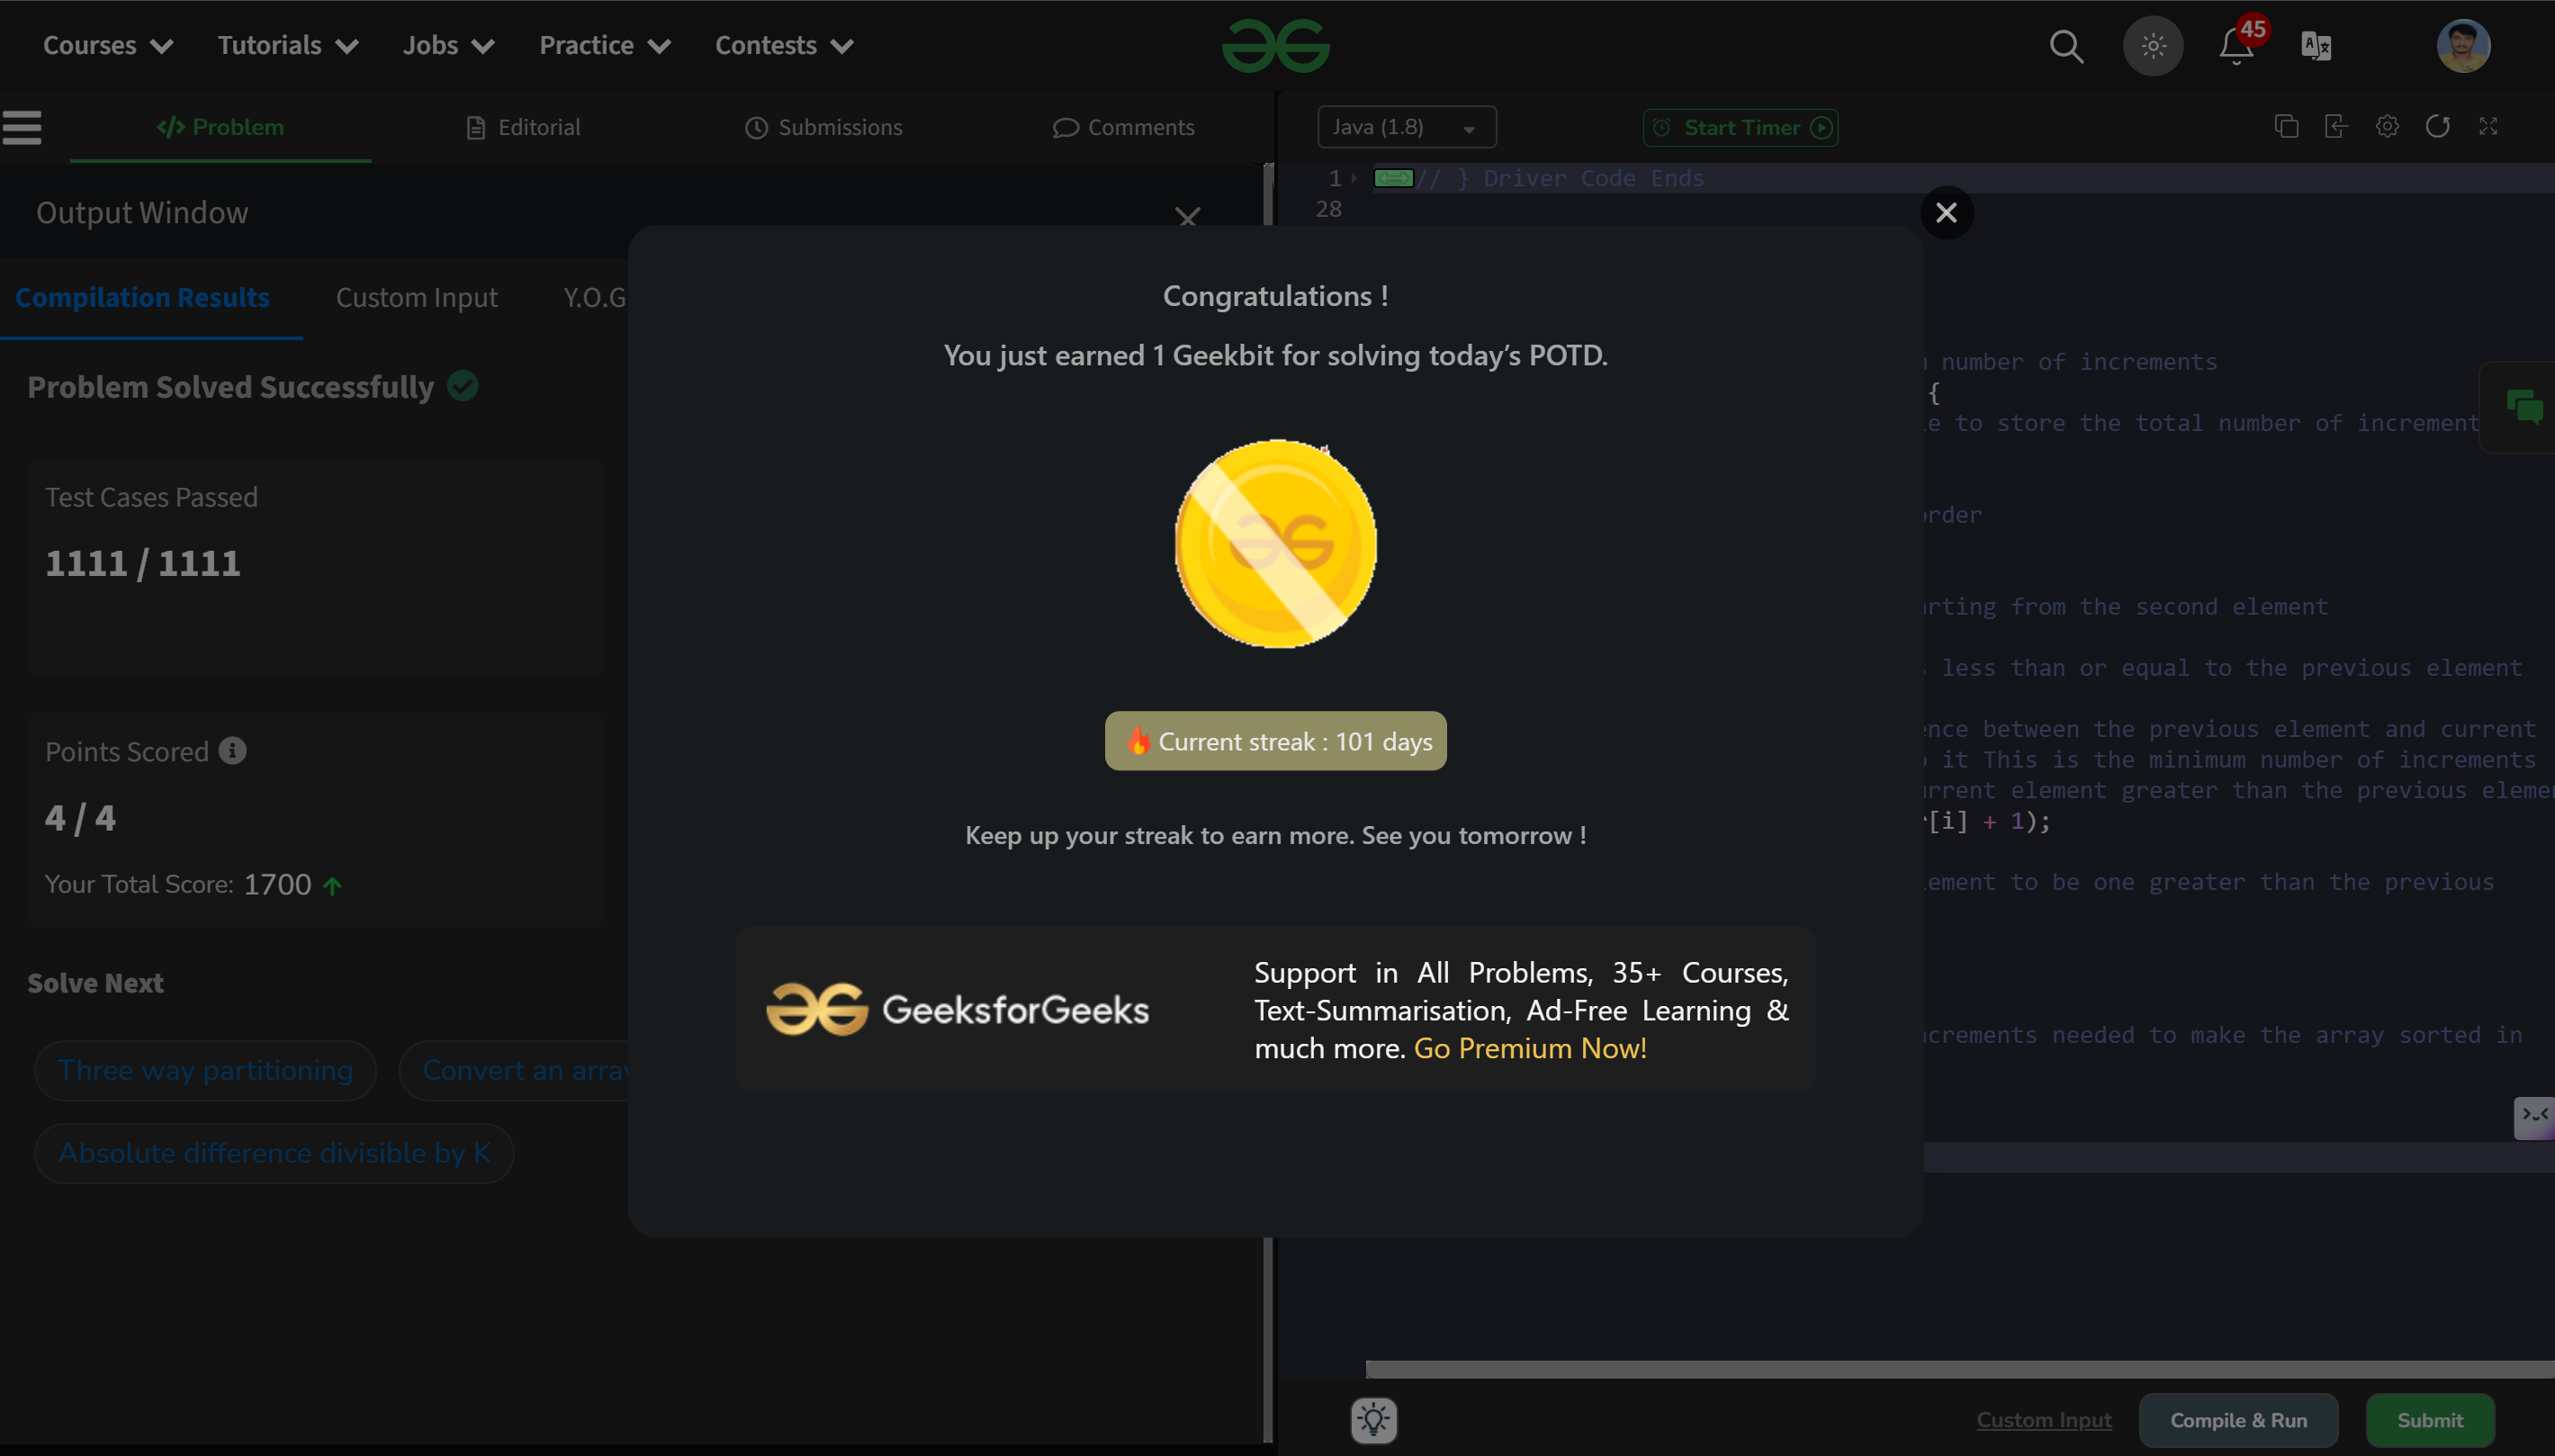 Courses Tutorials Jobs Practice Contests
45
</> Problem Editorial Submissions Comments
Java (1.8) Start Timer
Output Window
Compilation Results Custom Input Y.O.G
Problem Solved Successfully
Test Cases Passed
1111 / 1111
Points Scored
4 / 4
Your Total Score: 1700
Solve Next
Three way partitioning Convert an array
Absolute difference divisible by K
1 // } Driver Code Ends
28
number of increments
{
to store the total number of increment
order
from the second element
less than or equal to the previous element
between the previous element and current
it This is the minimum number of increments
element greater than the previous
[i] + 1);
to be one greater than the previous
needed to make the array sorted in
Congratulations !
You just earned 1 Geekbit for solving today’s POTD.
Current streak : 101 days
Keep up your streak to earn more. See you tomorrow !
GeeksforGeeks
Support in All Problems, 35+ Courses,
Text-Summarisation, Ad-Free Learning &
much more. Go Premium Now!
Custom Input Compile & Run Submit